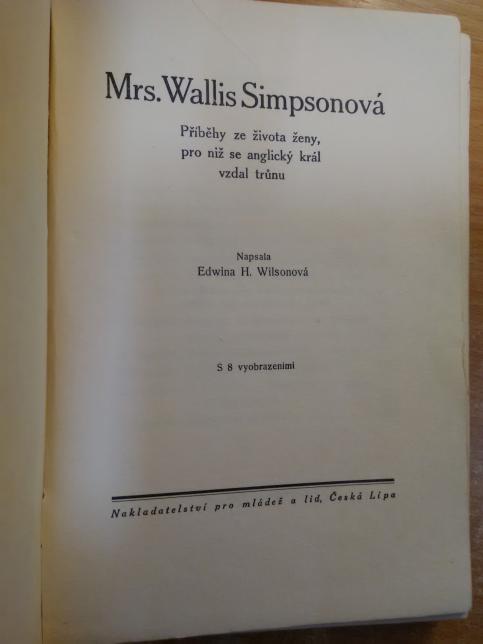 Mrs. Wallis Simpsonová
Příběhy ze života ženy,
pro niž se anglický král
vzdal trůnu
Napsala
Edwina H. Wilsonová
S 8 vyobrazeními
Nakladatelství pro mládež a lid, Česká Lípa